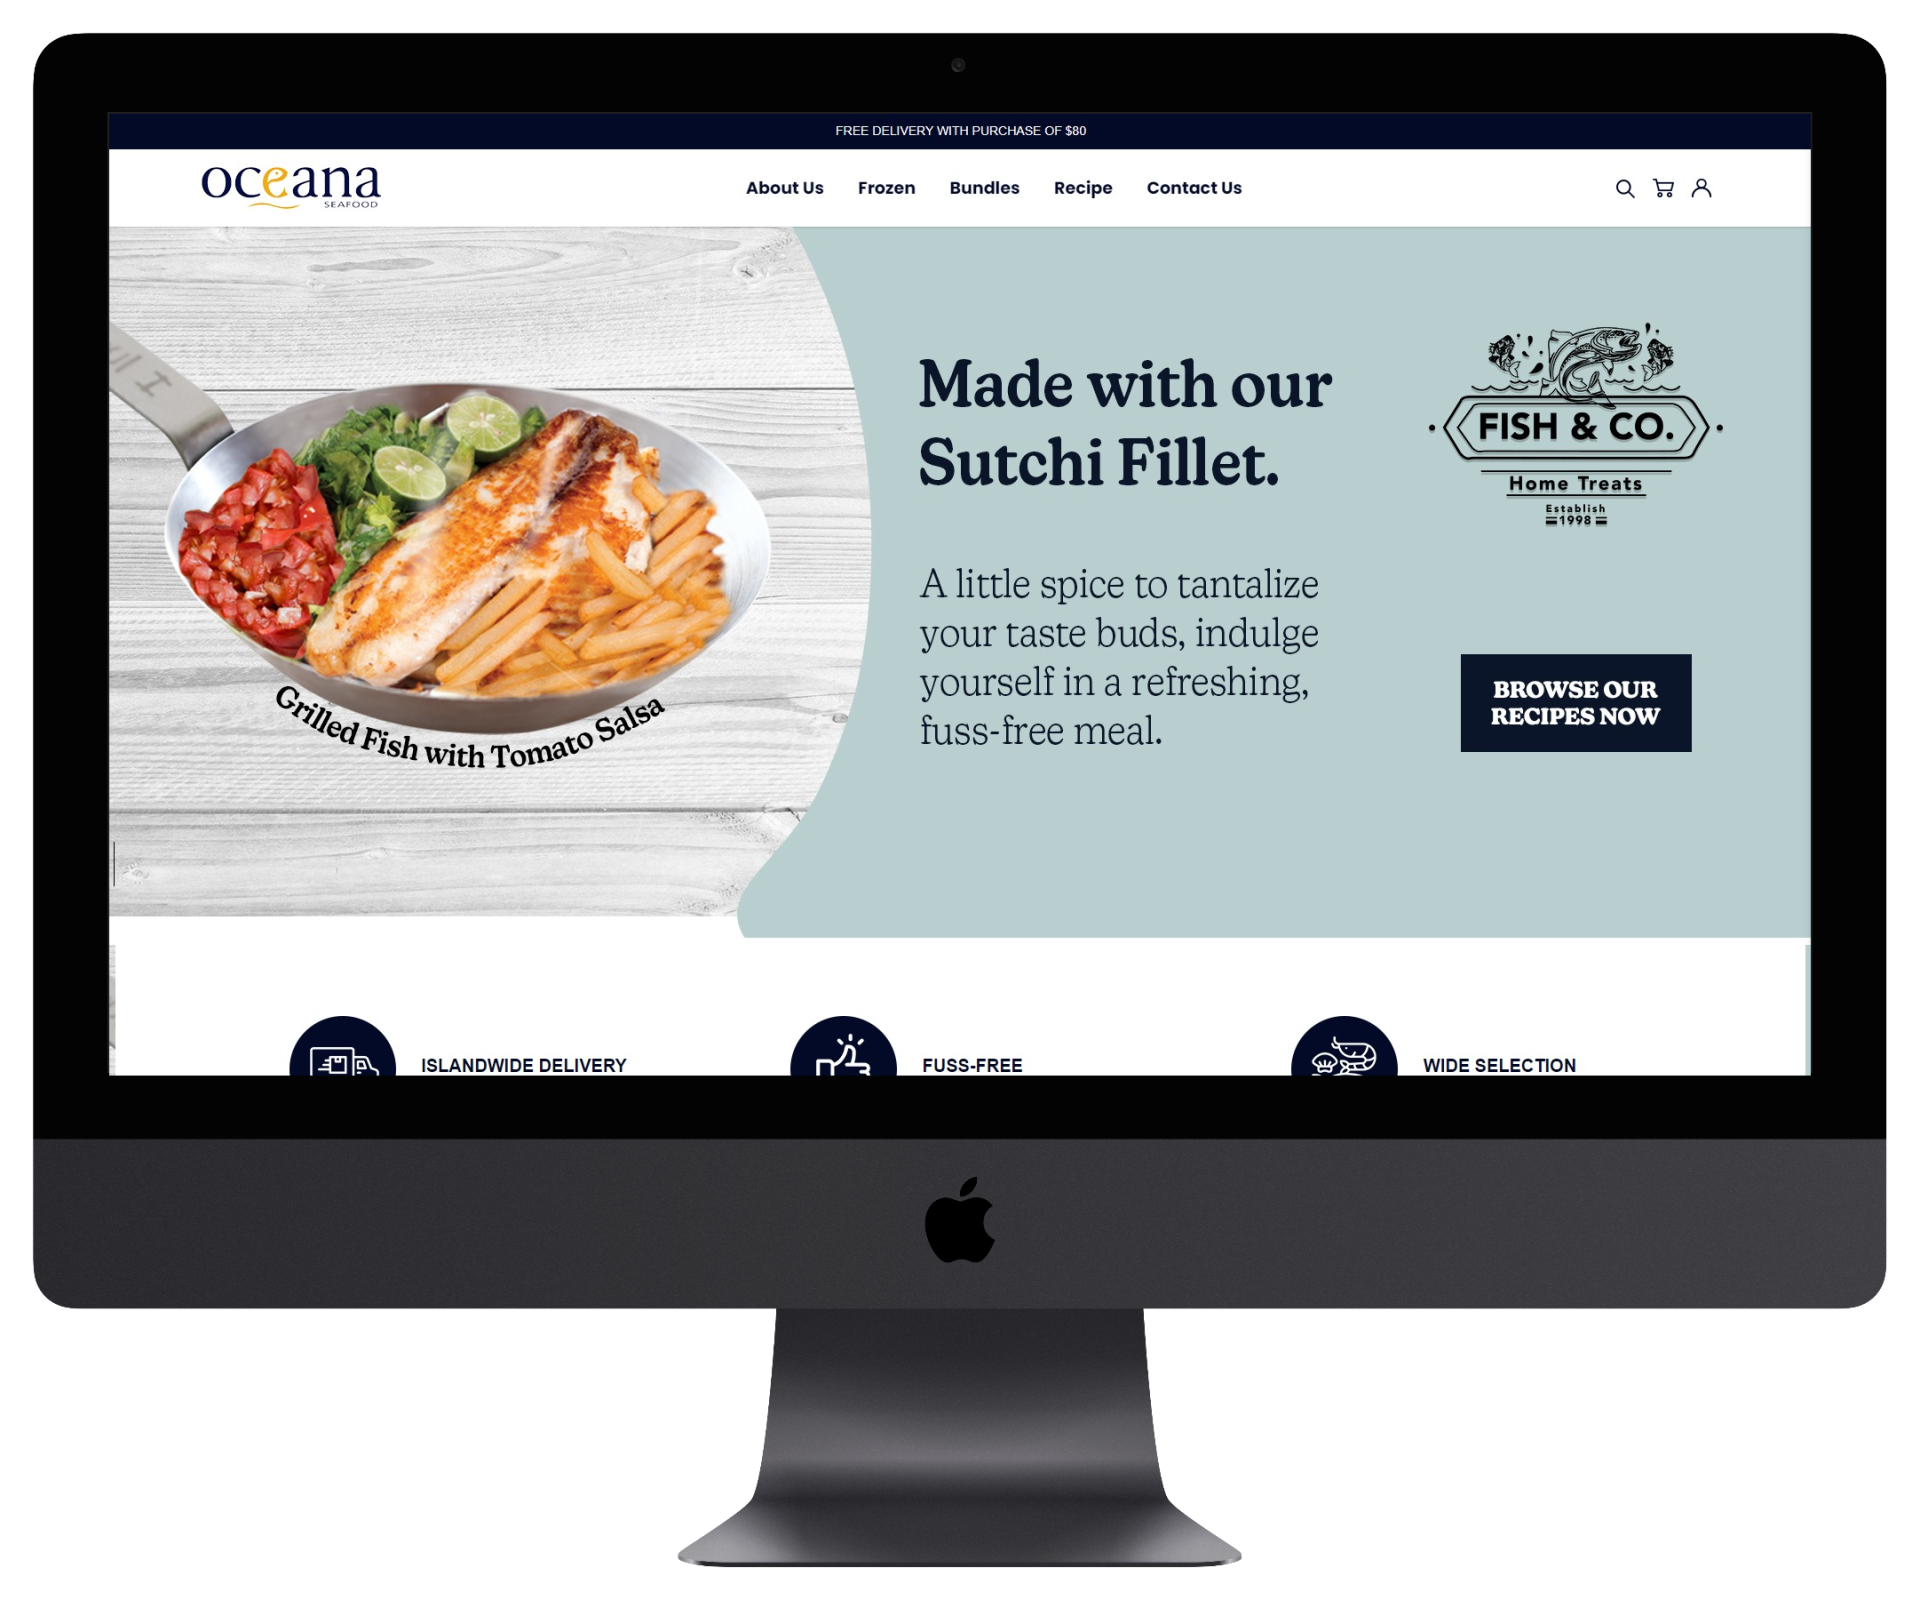 FREE DELIVERY WITH PURCHASE OF $80
oceana
SEAFOOD
About Us
Frozen
Bundles
Recipe
Contact Us
Made with our
Sutchi Fillet.
FISH & CO.
Home Treats
Establish
1998
A little spice to tantalize
your taste buds, indulge
yourself in a refreshing,
fuss-free meal.
BROWSE OUR
RECIPES NOW
Grilled Fish with Tomato Salsa
ISLANDWIDE DELIVERY
FUSS-FREE
WIDE SELECTION